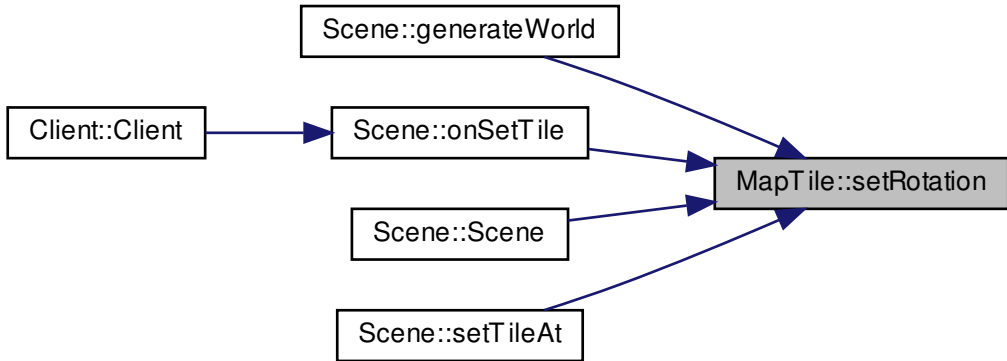 Scene::generateWorld
Client::Client
Scene::onSetTile
MapTile::setRotation
Scene::Scene
Scene::setTileAt